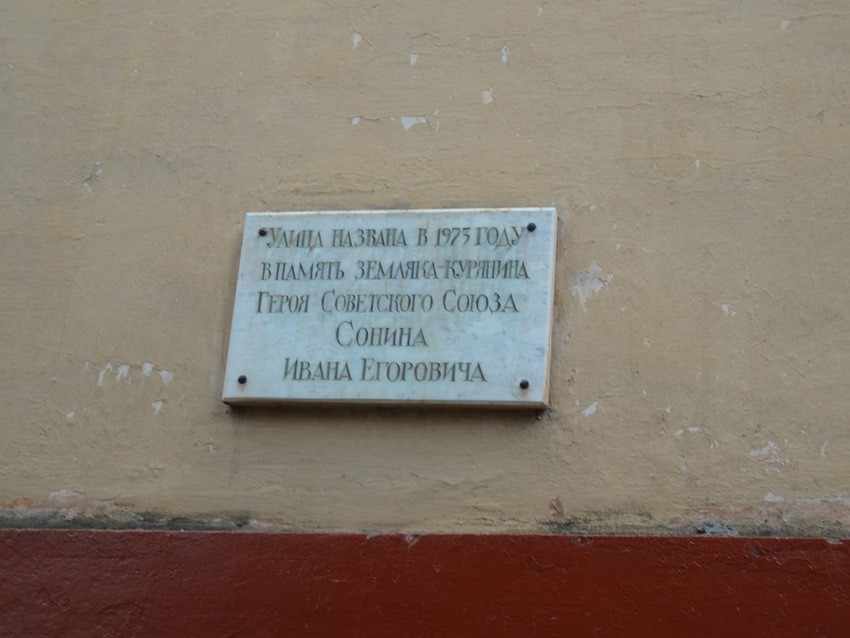 Улица названа в 1975 году
в память земляка-курянина
Героя Советского Союза
Сонина
Ивана Егоровича